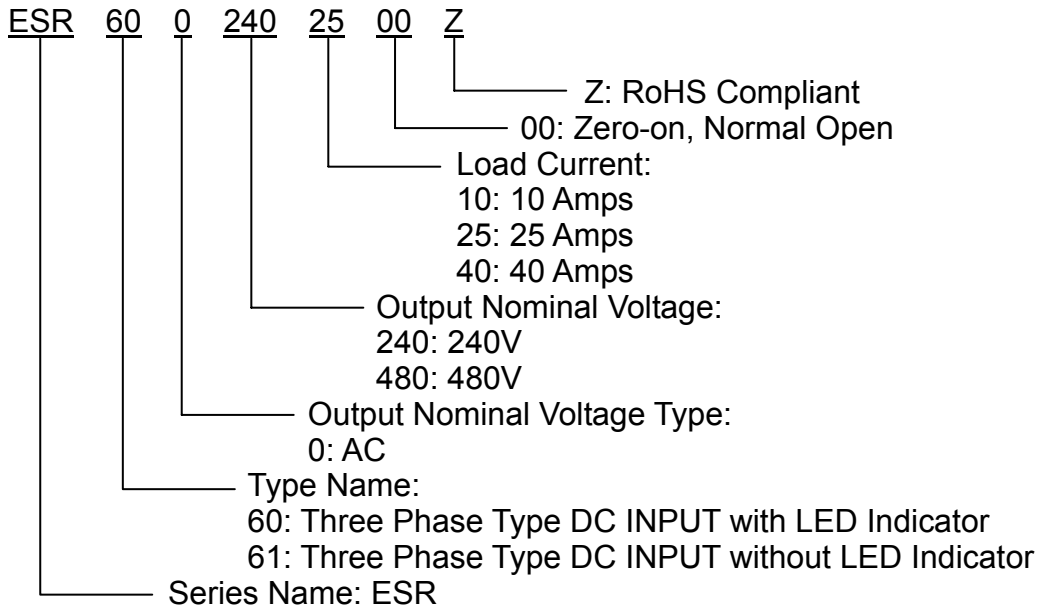 ESR 60 0 240 25 00 Z
Z: RoHS Compliant
00: Zero-on, Normal Open
Load Current:
10: 10 Amps
25: 25 Amps
40: 40 Amps
Output Nominal Voltage:
240: 240V
480: 480V
Output Nominal Voltage Type:
0: AC
Type Name:
60: Three Phase Type DC INPUT with LED Indicator
61: Three Phase Type DC INPUT without LED Indicator
Series Name: ESR